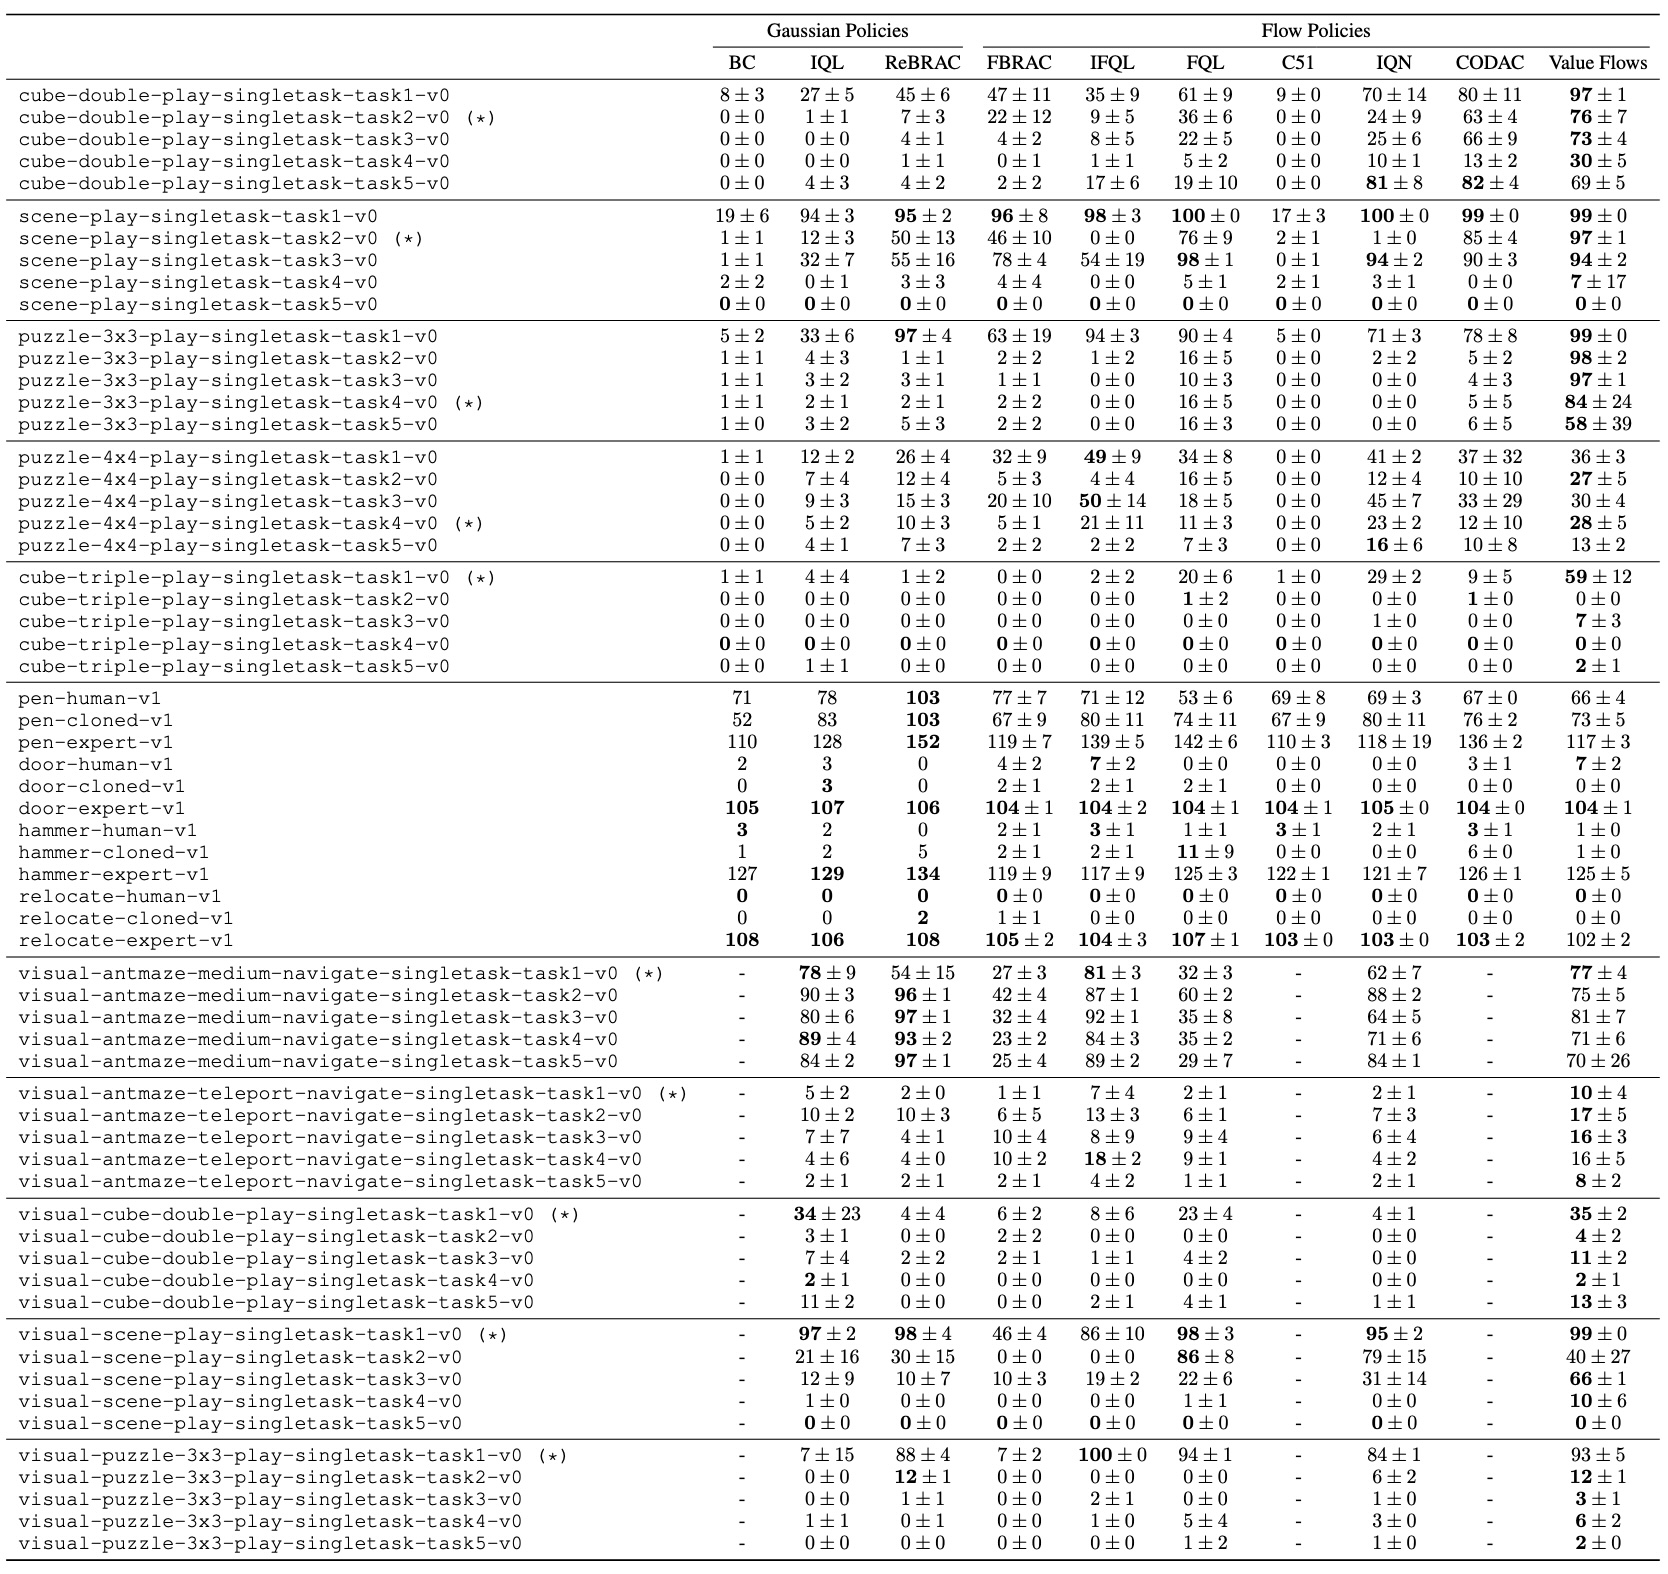 Gaussian Policies Flow Policies
BC IQL ReBRAC FBRAC IFQL FQL C51 IQN CODAC Value Flows
cube-double-play-singletask-task1-v0 8 ± 3 27 ± 5 45 ± 6 47 ± 11 35 ± 9 61 ± 9 9 ± 0 70 ± 14 80 ± 11 97 ± 1
cube-double-play-singletask-task2-v0 (*) 0 ± 0 1 ± 1 7 ± 3 22 ± 12 9 ± 5 36 ± 6 0 ± 0 24 ± 9 63 ± 4 76 ± 7
cube-double-play-singletask-task3-v0 0 ± 0 0 ± 0 4 ± 1 4 ± 2 8 ± 5 22 ± 5 0 ± 0 25 ± 6 66 ± 9 73 ± 4
cube-double-play-singletask-task4-v0 0 ± 0 0 ± 0 1 ± 1 0 ± 1 1 ± 1 5 ± 2 0 ± 0 10 ± 1 13 ± 2 30 ± 5
cube-double-play-singletask-task5-v0 0 ± 0 4 ± 3 4 ± 2 2 ± 2 17 ± 6 19 ± 10 0 ± 0 81 ± 8 82 ± 4 69 ± 5
scene-play-singletask-task1-v0 19 ± 6 94 ± 3 95 ± 2 96 ± 8 98 ± 3 100 ± 0 17 ± 3 100 ± 0 99 ± 0 99 ± 0
scene-play-singletask-task2-v0 (*) 1 ± 1 12 ± 3 50 ± 13 46 ± 10 0 ± 0 76 ± 9 2 ± 1 1 ± 0 85 ± 4 97 ± 1
scene-play-singletask-task3-v0 1 ± 1 32 ± 7 55 ± 16 78 ± 4 54 ± 19 98 ± 1 0 ± 1 94 ± 2 90 ± 3 94 ± 2
scene-play-singletask-task4-v0 2 ± 2 0 ± 1 3 ± 3 4 ± 4 0 ± 0 5 ± 1 2 ± 1 3 ± 1 0 ± 0 7 ± 17
scene-play-singletask-task5-v0 0 ± 0 0 ± 0 0 ± 0 0 ± 0 0 ± 0 0 ± 0 0 ± 0 0 ± 0 0 ± 0 0 ± 0
puzzle-3x3-play-singletask-task1-v0 5 ± 2 33 ± 6 97 ± 4 63 ± 19 94 ± 3 90 ± 4 5 ± 0 71 ± 3 78 ± 8 99 ± 0
puzzle-3x3-play-singletask-task2-v0 1 ± 1 4 ± 3 1 ± 1 2 ± 2 1 ± 2 16 ± 5 0 ± 0 2 ± 2 5 ± 2 98 ± 2
puzzle-3x3-play-singletask-task3-v0 1 ± 1 3 ± 2 3 ± 1 1 ± 1 0 ± 0 10 ± 3 0 ± 0 0 ± 0 4 ± 3 97 ± 1
puzzle-3x3-play-singletask-task4-v0 (*) 1 ± 1 2 ± 1 2 ± 1 2 ± 2 0 ± 0 16 ± 5 0 ± 0 0 ± 0 5 ± 5 84 ± 24
puzzle-3x3-play-singletask-task5-v0 1 ± 0 3 ± 2 5 ± 3 2 ± 2 0 ± 0 16 ± 3 0 ± 0 0 ± 0 6 ± 5 58 ± 39
puzzle-4x4-play-singletask-task1-v0 1 ± 1 12 ± 2 26 ± 4 32 ± 9 49 ± 9 34 ± 8 0 ± 0 41 ± 2 37 ± 32 36 ± 3
puzzle-4x4-play-singletask-task2-v0 0 ± 0 7 ± 4 12 ± 4 5 ± 3 4 ± 4 16 ± 5 0 ± 0 12 ± 4 10 ± 10 27 ± 5
puzzle-4x4-play-singletask-task3-v0 0 ± 0 9 ± 3 15 ± 3 20 ± 10 50 ± 14 18 ± 5 0 ± 0 45 ± 7 33 ± 29 30 ± 4
puzzle-4x4-play-singletask-task4-v0 (*) 0 ± 0 5 ± 2 10 ± 3 5 ± 1 21 ± 11 11 ± 3 0 ± 0 23 ± 2 12 ± 10 28 ± 5
puzzle-4x4-play-singletask-task5-v0 0 ± 0 4 ± 1 7 ± 3 2 ± 2 2 ± 2 7 ± 3 0 ± 0 16 ± 6 10 ± 8 13 ± 2
cube-triple-play-singletask-task1-v0 (*) 1 ± 1 4 ± 4 1 ± 2 0 ± 0 2 ± 2 20 ± 6 1 ± 0 29 ± 2 9 ± 5 59 ± 12
cube-triple-play-singletask-task2-v0 0 ± 0 0 ± 0 0 ± 0 0 ± 0 0 ± 0 1 ± 2 0 ± 0 0 ± 0 1 ± 0 0 ± 0
cube-triple-play-singletask-task3-v0 0 ± 0 0 ± 0 0 ± 0 0 ± 0 0 ± 0 0 ± 0 0 ± 0 1 ± 0 0 ± 0 7 ± 3
cube-triple-play-singletask-task4-v0 0 ± 0 0 ± 0 0 ± 0 0 ± 0 0 ± 0 0 ± 0 0 ± 0 0 ± 0 0 ± 0 0 ± 0
cube-triple-play-singletask-task5-v0 0 ± 0 1 ± 1 0 ± 0 0 ± 0 0 ± 0 0 ± 0 0 ± 0 0 ± 0 0 ± 0 2 ± 1
pen-human-v1 71 78 103 77 ± 7 71 ± 12 53 ± 6 69 ± 8 69 ± 3 67 ± 0 66 ± 4
pen-cloned-v1 52 83 103 67 ± 9 80 ± 11 74 ± 11 67 ± 9 80 ± 11 76 ± 2 73 ± 5
pen-expert-v1 110 128 152 119 ± 7 139 ± 5 142 ± 6 110 ± 3 118 ± 19 136 ± 2 117 ± 3
door-human-v1 2 3 0 4 ± 2 7 ± 2 0 ± 0 0 ± 0 0 ± 0 3 ± 1 7 ± 2
door-cloned-v1 0 3 0 2 ± 1 2 ± 1 2 ± 1 0 ± 0 0 ± 0 0 ± 0 0 ± 0
door-expert-v1 105 107 106 104 ± 1 104 ± 2 104 ± 1 104 ± 1 105 ± 0 104 ± 0 104 ± 1
hammer-human-v1 3 2 0 2 ± 1 3 ± 1 1 ± 1 3 ± 1 2 ± 1 3 ± 1 1 ± 0
hammer-cloned-v1 1 2 5 2 ± 1 2 ± 1 11 ± 9 0 ± 0 0 ± 0 6 ± 0 1 ± 0
hammer-expert-v1 127 129 134 119 ± 9 117 ± 9 125 ± 3 122 ± 1 121 ± 7 126 ± 1 125 ± 5
relocate-human-v1 0 0 0 0 ± 0 0 ± 0 0 ± 0 0 ± 0 0 ± 0 0 ± 0 0 ± 0
relocate-cloned-v1 0 0 2 1 ± 1 0 ± 0 0 ± 0 0 ± 0 0 ± 0 0 ± 0 0 ± 0
relocate-expert-v1 108 106 108 105 ± 2 104 ± 3 107 ± 1 103 ± 0 103 ± 0 103 ± 2 102 ± 2
visual-antmaze-medium-navigate-singletask-task1-v0 (*) - 78 ± 9 54 ± 15 27 ± 3 81 ± 3 32 ± 3 - 62 ± 7 - 77 ± 4
visual-antmaze-medium-navigate-singletask-task2-v0 - 90 ± 3 96 ± 1 42 ± 4 87 ± 1 60 ± 2 - 88 ± 2 - 75 ± 5
visual-antmaze-medium-navigate-singletask-task3-v0 - 80 ± 6 97 ± 1 32 ± 4 92 ± 1 35 ± 8 - 64 ± 5 - 81 ± 7
visual-antmaze-medium-navigate-singletask-task4-v0 - 89 ± 4 93 ± 2 23 ± 2 84 ± 3 35 ± 2 - 71 ± 6 - 71 ± 6
visual-antmaze-medium-navigate-singletask-task5-v0 - 84 ± 2 97 ± 1 25 ± 4 89 ± 2 29 ± 7 - 84 ± 1 - 70 ± 26
visual-antmaze-teleport-navigate-singletask-task1-v0 (*) - 5 ± 2 2 ± 0 1 ± 1 7 ± 4 2 ± 1 - 2 ± 1 - 10 ± 4
visual-antmaze-teleport-navigate-singletask-task2-v0 - 10 ± 2 10 ± 3 6 ± 5 13 ± 3 6 ± 1 - 7 ± 3 - 17 ± 5
visual-antmaze-teleport-navigate-singletask-task3-v0 - 7 ± 7 4 ± 1 10 ± 4 8 ± 9 9 ± 4 - 6 ± 4 - 16 ± 3
visual-antmaze-teleport-navigate-singletask-task4-v0 - 4 ± 6 4 ± 0 10 ± 2 18 ± 2 9 ± 1 - 4 ± 2 - 16 ± 5
visual-antmaze-teleport-navigate-singletask-task5-v0 - 2 ± 1 2 ± 1 2 ± 1 4 ± 2 1 ± 1 - 2 ± 1 - 8 ± 2
visual-cube-double-play-singletask-task1-v0 (*) - 34 ± 23 4 ± 4 6 ± 2 8 ± 6 23 ± 4 - 4 ± 1 - 35 ± 2
visual-cube-double-play-singletask-task2-v0 - 3 ± 1 0 ± 0 2 ± 2 0 ± 0 0 ± 0 - 0 ± 0 - 4 ± 2
visual-cube-double-play-singletask-task3-v0 - 7 ± 4 2 ± 2 2 ± 1 1 ± 1 4 ± 2 - 0 ± 0 - 11 ± 2
visual-cube-double-play-singletask-task4-v0 - 2 ± 1 0 ± 0 0 ± 0 0 ± 0 0 ± 0 - 0 ± 0 - 2 ± 1
visual-cube-double-play-singletask-task5-v0 - 11 ± 2 0 ± 0 0 ± 0 2 ± 1 4 ± 1 - 1 ± 1 - 13 ± 3
visual-scene-play-singletask-task1-v0 (*) - 97 ± 2 98 ± 4 46 ± 4 86 ± 10 98 ± 3 - 95 ± 2 - 99 ± 0
visual-scene-play-singletask-task2-v0 - 21 ± 16 30 ± 15 0 ± 0 0 ± 0 86 ± 8 - 79 ± 15 - 40 ± 27
visual-scene-play-singletask-task3-v0 - 12 ± 9 10 ± 7 10 ± 3 19 ± 2 22 ± 6 - 31 ± 14 - 66 ± 1
visual-scene-play-singletask-task4-v0 - 1 ± 0 0 ± 0 0 ± 0 0 ± 0 1 ± 1 - 0 ± 0 - 10 ± 6
visual-scene-play-singletask-task5-v0 - 0 ± 0 0 ± 0 0 ± 0 0 ± 0 0 ± 0 - 0 ± 0 - 0 ± 0
visual-puzzle-3x3-play-singletask-task1-v0 (*) - 7 ± 15 88 ± 4 7 ± 2 100 ± 0 94 ± 1 - 84 ± 1 - 93 ± 5
visual-puzzle-3x3-play-singletask-task2-v0 - 0 ± 0 12 ± 1 0 ± 0 0 ± 0 0 ± 0 - 6 ± 2 - 12 ± 1
visual-puzzle-3x3-play-singletask-task3-v0 - 0 ± 0 1 ± 1 0 ± 0 2 ± 1 0 ± 0 - 1 ± 0 - 3 ± 1
visual-puzzle-3x3-play-singletask-task4-v0 - 1 ± 1 0 ± 1 0 ± 0 1 ± 0 5 ± 4 - 3 ± 0 - 6 ± 2
visual-puzzle-3x3-play-singletask-task5-v0 - 0 ± 0 0 ± 0 0 ± 0 0 ± 0 1 ± 2 - 1 ± 0 - 2 ± 0